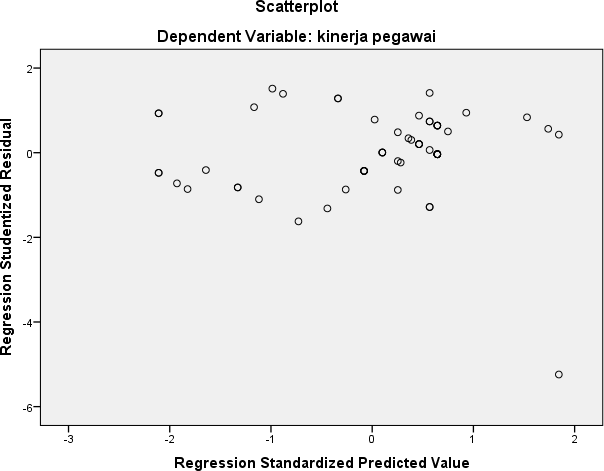 Scatterplot
Dependent Variable: kinerja pegawai
Regression Studentized Residual
2
0
-2
-4
-6
-3
-2
-1
0
1
2
Regression Standardized Predicted Value